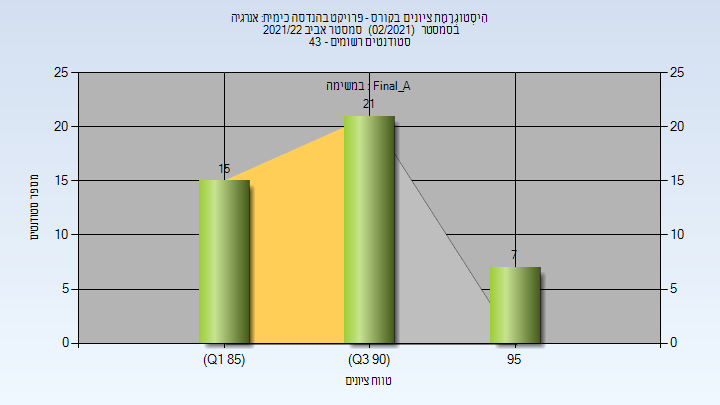 היסטוגרמת ציונים בקורס - פרויקט בהנדסה כימית: אנרגיה
בסמסטר (02/2021) סמסטר אביב 2021/22
סטודנטים רשומים - 43
במשימה : Final_A
25
20
15
10
5
0
25
20
15
10
5
0
15
21
7
(Q1 85)
(Q3 90)
95
מספר סטודנטים
טווח ציונים